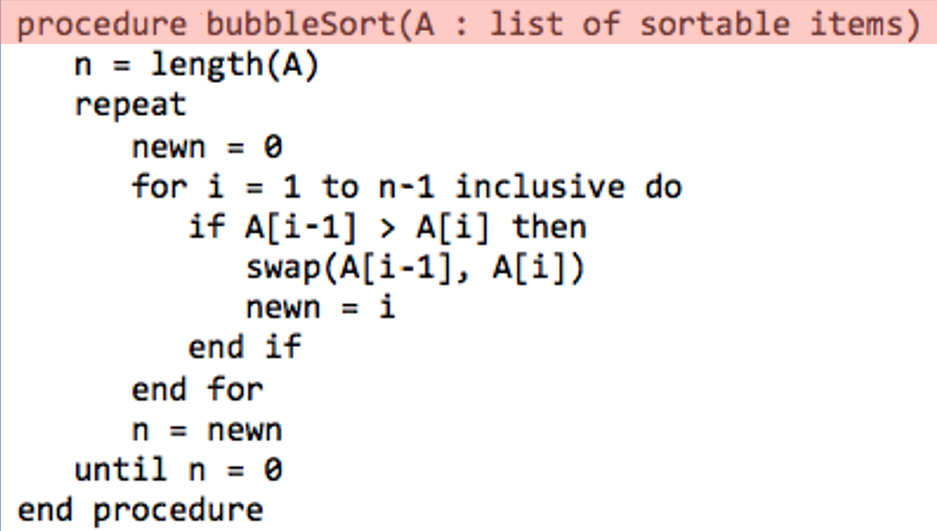 procedure bubbleSort(A : list of sortable items)
n = length(A)
repeat
newn = 0
for i = 1 to n-1 inclusive do
if A[i-1] > A[i] then
swap(A[i-1], A[i])
newn = i
end if
end for
n = newn
until n = 0
end procedure